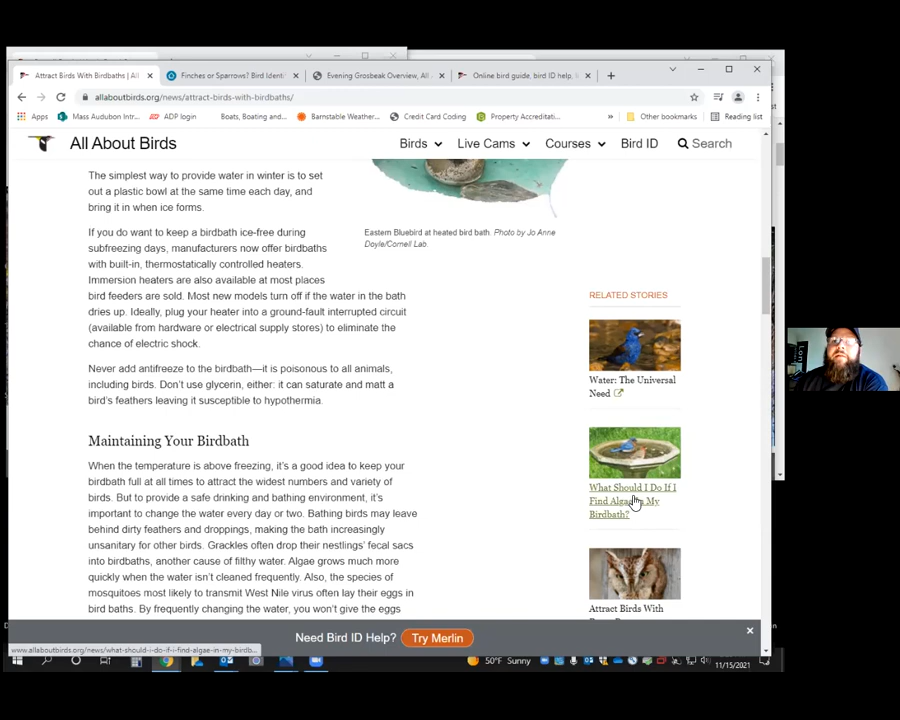 Attract Birds With Birdbaths | All
Finches or Sparrows? Bird Identi
Evening Grosbeak Overview, All
Online bird guide, bird ID help, l
allaboutbirds.org/news/attract-birds-with-birdbaths/
Apps
Mass Audubon Intr...
ADP login
Boats, Boating and...
Barnstable Weather...
Credit Card Coding
Property Accreditati...
Other bookmarks
Reading list
All About Birds
Birds
Live Cams
Courses
Bird ID
Search
The simplest way to provide water in winter is to set
out a plastic bowl at the same time each day, and
bring it in when ice forms.
If you do want to keep a birdbath ice-free during
subfreezing days, manufacturers now offer birdbaths
with built-in, thermostatically controlled heaters.
Immersion heaters are also available at most places
bird feeders are sold. Most new models turn off if the water in the bath
dries up. Ideally, plug your heater into a ground-fault interrupted circuit
(available from hardware or electrical supply stores) to eliminate the
chance of electric shock.
Never add antifreeze to the birdbath—it is poisonous to all animals,
including birds. Don't use glycerin, either: it can saturate and matt a
bird's feathers leaving it susceptible to hypothermia.
Eastern Bluebird at heated bird bath. Photo by Jo Anne
Doyle/Cornell Lab.
Maintaining Your Birdbath
When the temperature is above freezing, it's a good idea to keep your
birdbath full at all times to attract the widest numbers and variety of
birds. But to provide a safe drinking and bathing environment, it's
important to change the water every day or two. Bathing birds may leave
behind dirty feathers and droppings, making the bath increasingly
unsanitary for other birds. Grackles often drop their nestlings' fecal sacs
into birdbaths, another cause of filthy water. Algae grows much more
quickly when the water isn't cleaned frequently. Also, the species of
mosquitoes most likely to transmit West Nile virus often lay their eggs in
bird baths. By frequently changing the water, you won't give the eggs
RELATED STORIES
Water: The Universal
Need
What Should I Do If I
Find Algae My
Birdbath?
Attract Birds With
Need Bird ID Help?
Try Merlin
www.allaboutbirds.org/news/what-should-i-do-if-i-find-algae-in-my-birdb...
50°F Sunny
11/15/2021